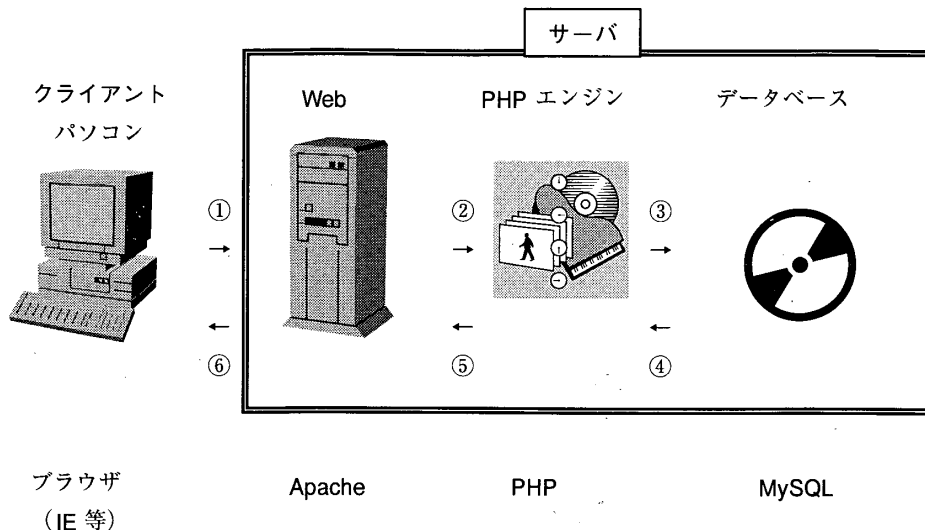 サーバ
クライアント
パソコン
Web
PHP エンジン
データベース
①
②
③
⑥
⑤
④
ブラウザ
（IE 等）
Apache
PHP
MySQL